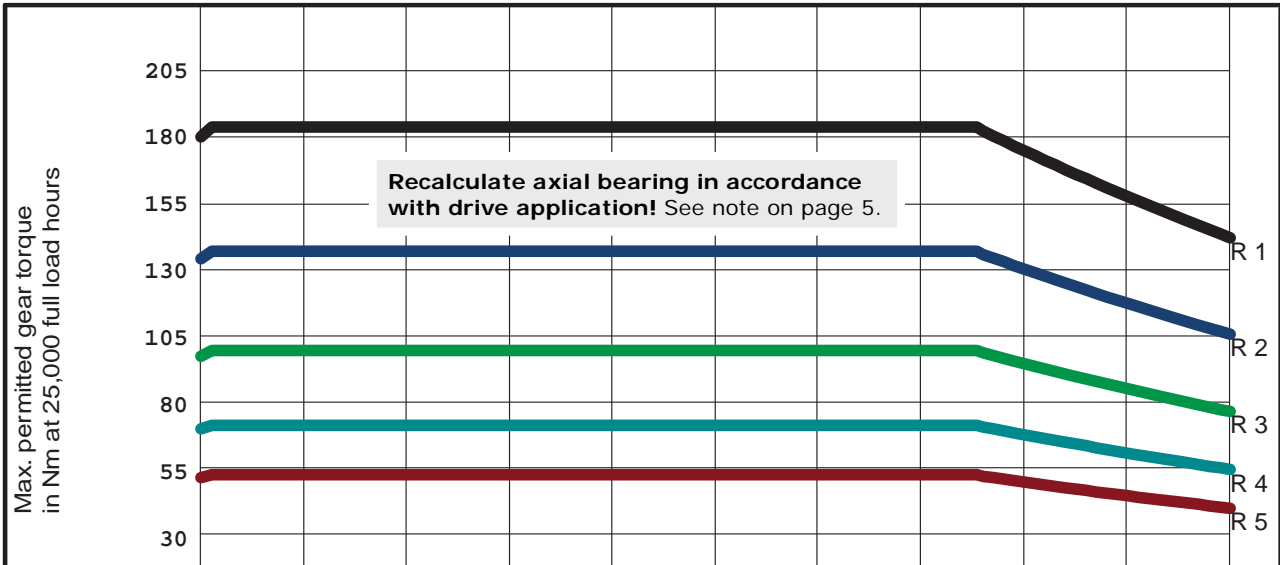 Max. permitted gear torque
in Nm at 25,000 full load hours
205
180
155
130
105
80
55
30
Recalculate axial bearing in accordance
with drive application! See note on page 5.
R 1
R 2
R 3
R 4
R 5